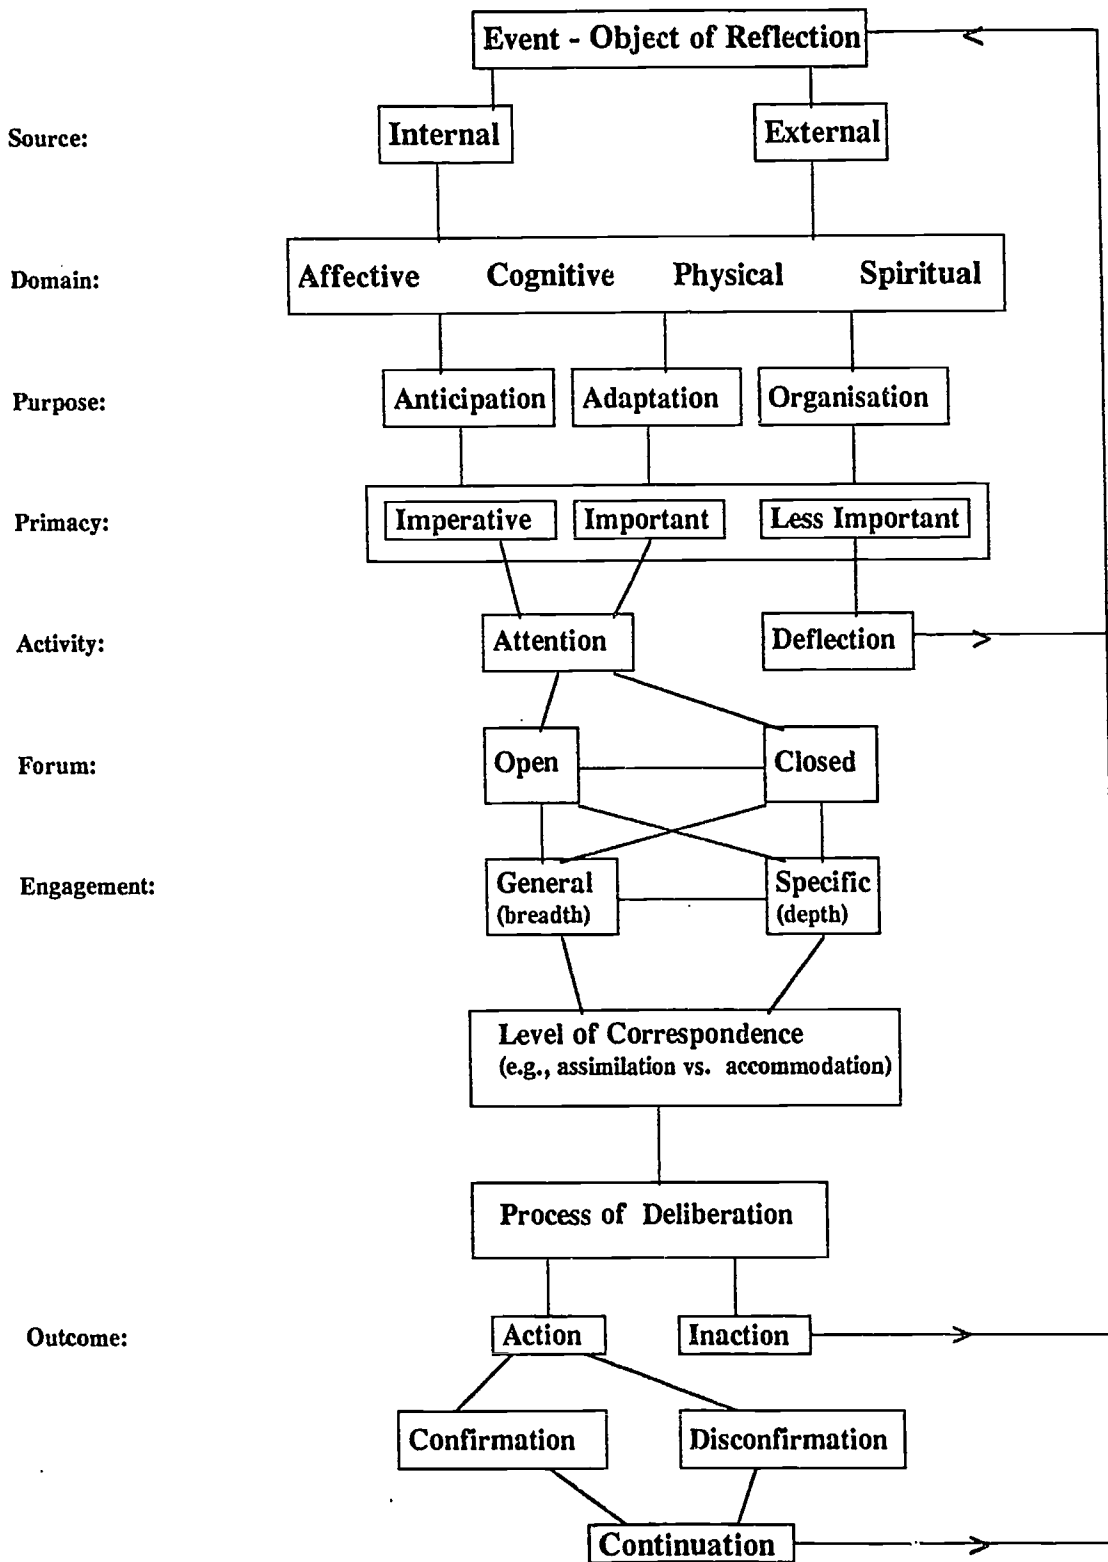 Event - Object of Reflection
Source:
Internal
External
Domain:
Affective Cognitive Physical Spiritual
Purpose:
Anticipation
Adaptation
Organisation
Primacy:
Imperative
Important
Less Important
Activity:
Attention
Deflection
Forum:
Open
Closed
Engagement:
General
(breadth)
Specific
(depth)
Level of Correspondence
(e.g., assimilation vs. accommodation)
Process of Deliberation
Outcome:
Action
Inaction
Confirmation
Disconfirmation
Continuation